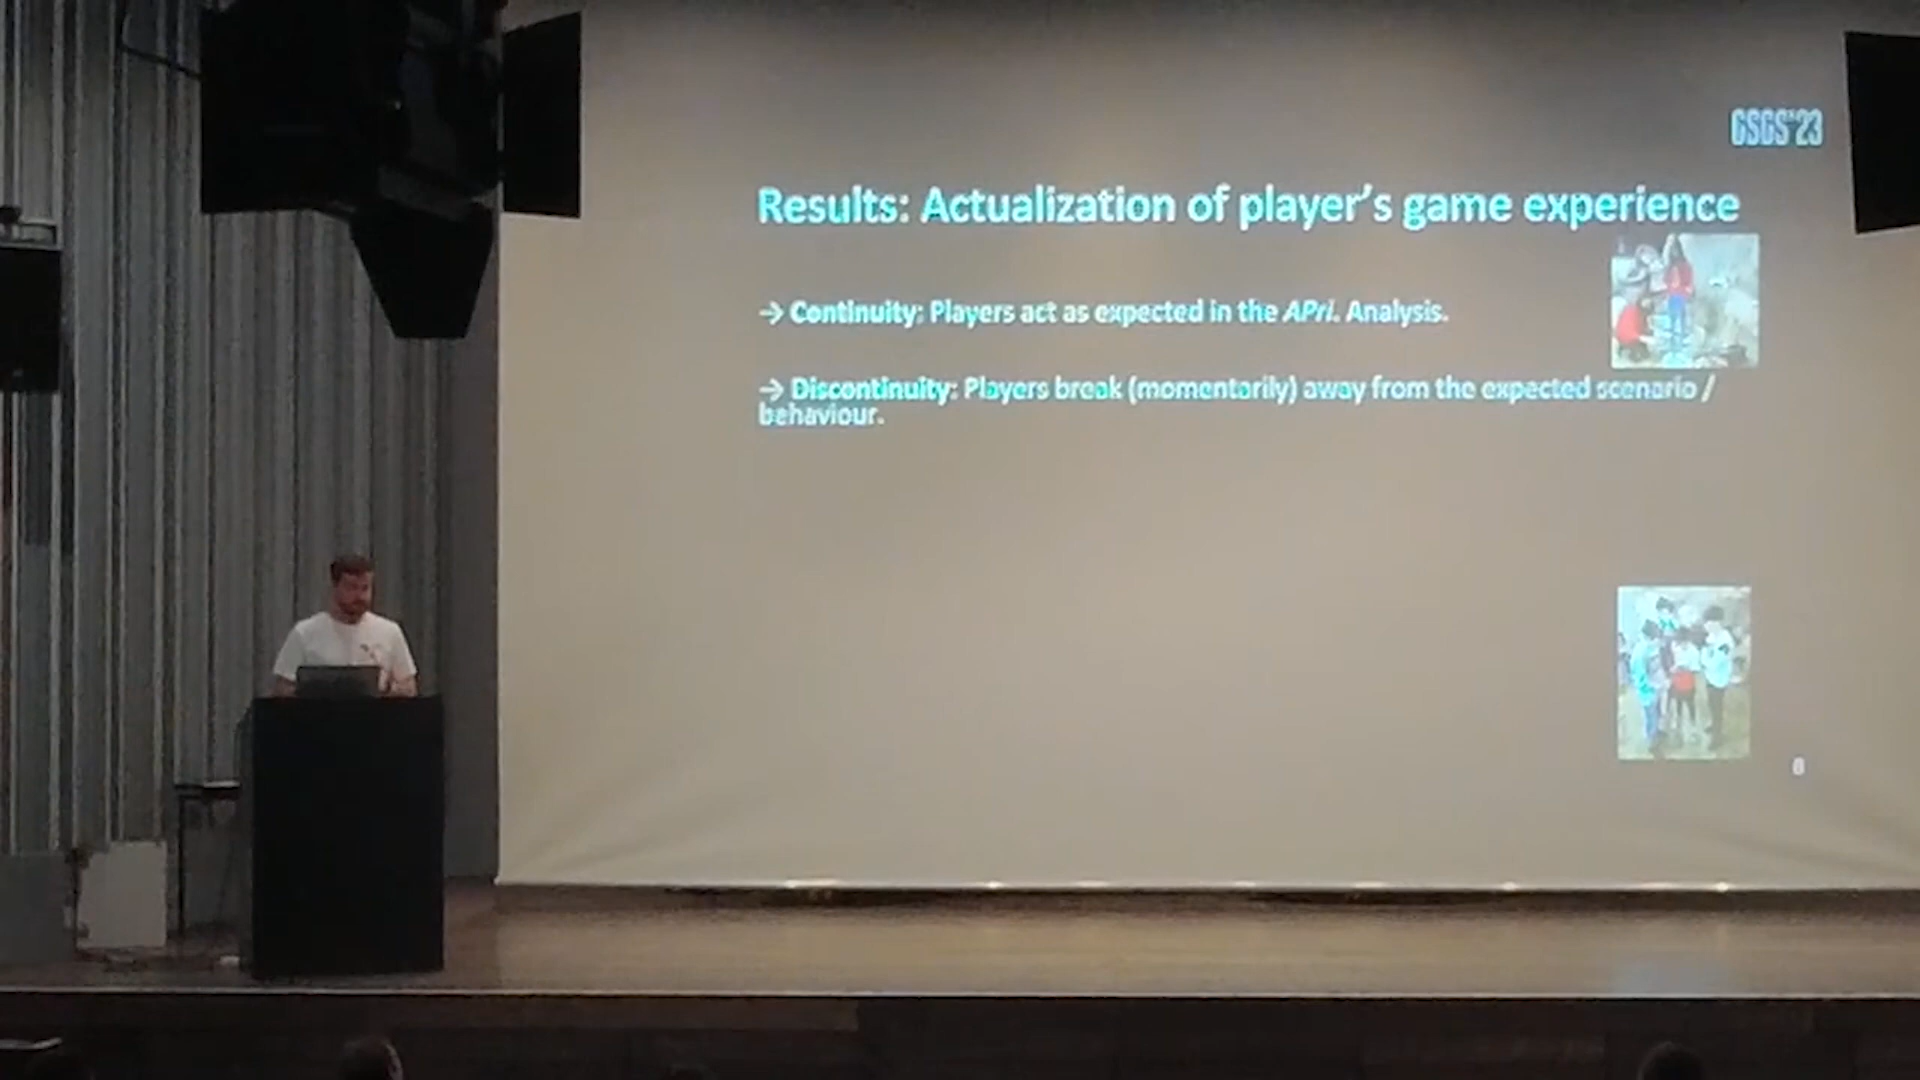 GSGS'23
Results: Actualization of player's game experience
→ Continuity: Players act as expected in the APri. Analysis.
→ Discontinuity: Players break (momentarily) away from the expected scenario /
behaviour.